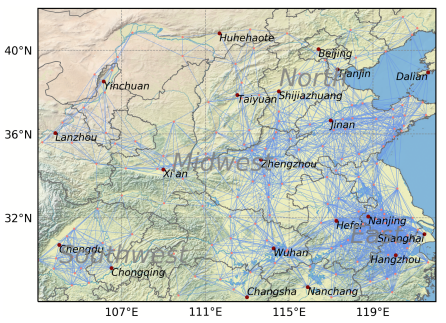 Huhehaote
40°N
Beijing
North
Tianjin
Dalian
Yinchuan
Shijiazhuang
Taiyuan
Jinan
36°N
Lanzhou
Midwest
Zhengzhou
Xi'an
32°N
Nanjing
Hefei
East
Shanghai
Chengdu
Southwest
Wuhan
Hangzhou
Chongqing
Changsha
Nanchang
107°E
111°E
115°E
119°E